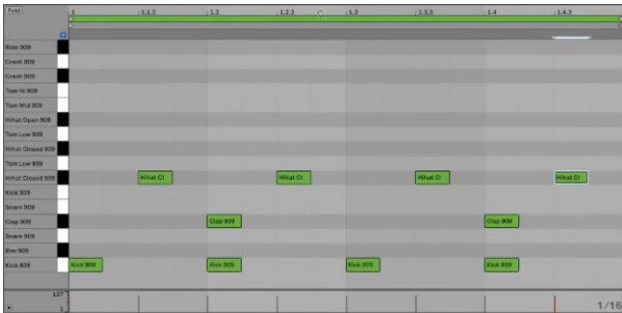 Fold
1 1.1.3 1.2 1.2.3 1.3 1.3.3 1.4 1.4.3
Ride 909
Crash 909
Crash 909
Tom Hi 909
Tom Mid 909
Hihat Open 909
Tom Low 909
Hihat Closed 909
Tom Low 909
Hihat Closed 909 Hihat Cl Hihat Cl Hihat Cl Hihat Cl
Kick 909
Snare 909
Clap 909 Clap 909 Clap 909
Snare 909
Rim 909
Kick 909 Kick 909 Kick 909 Kick 909 Kick 909
127
1
1/16